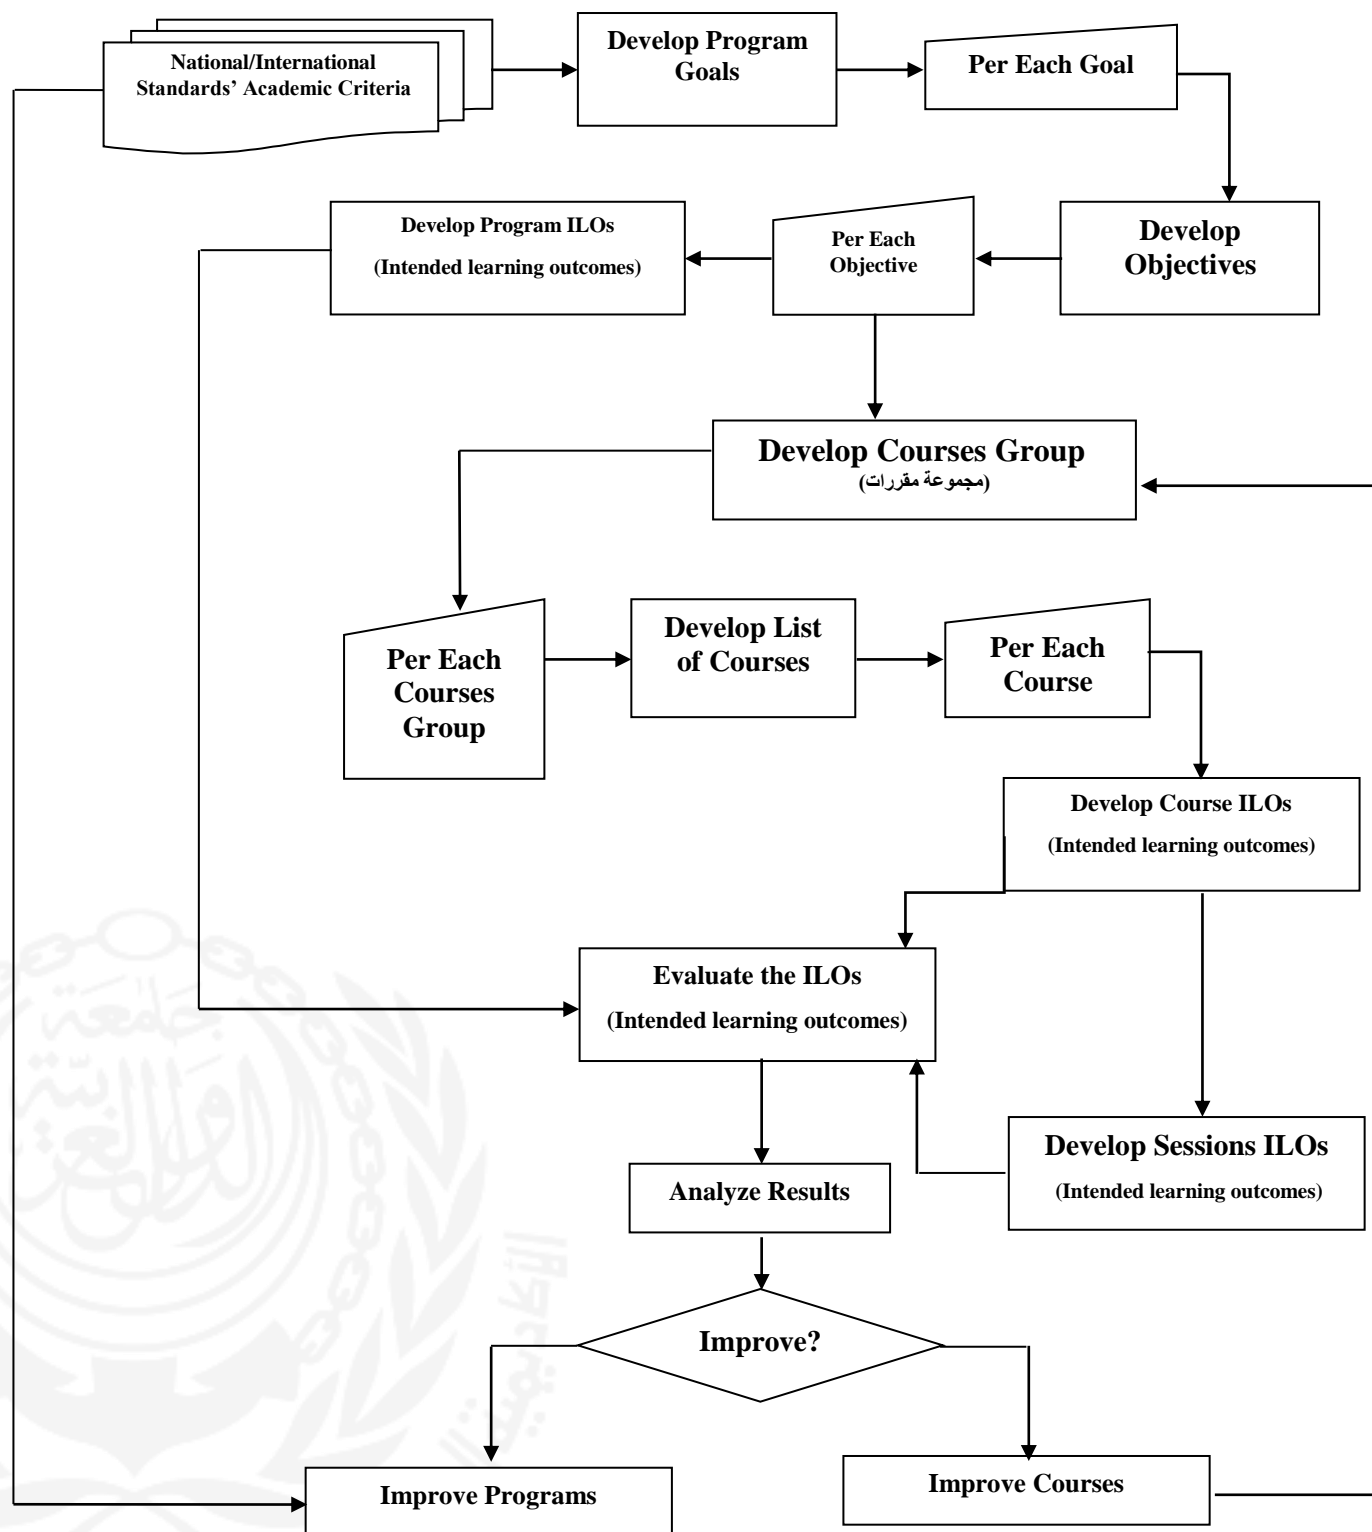 National/International
Standards’ Academic Criteria
Develop Program
Goals
Per Each Goal
Develop Program ILOs
(Intended learning outcomes)
Per Each
Objective
Develop
Objectives
Develop Courses Group
(مجموعة مقررات)
Per Each
Courses
Group
Develop List
of Courses
Per Each
Course
Develop Course ILOs
(Intended learning outcomes)
Evaluate the ILOs
(Intended learning outcomes)
Develop Sessions ILOs
(Intended learning outcomes)
Analyze Results
Improve?
Improve Programs
Improve Courses